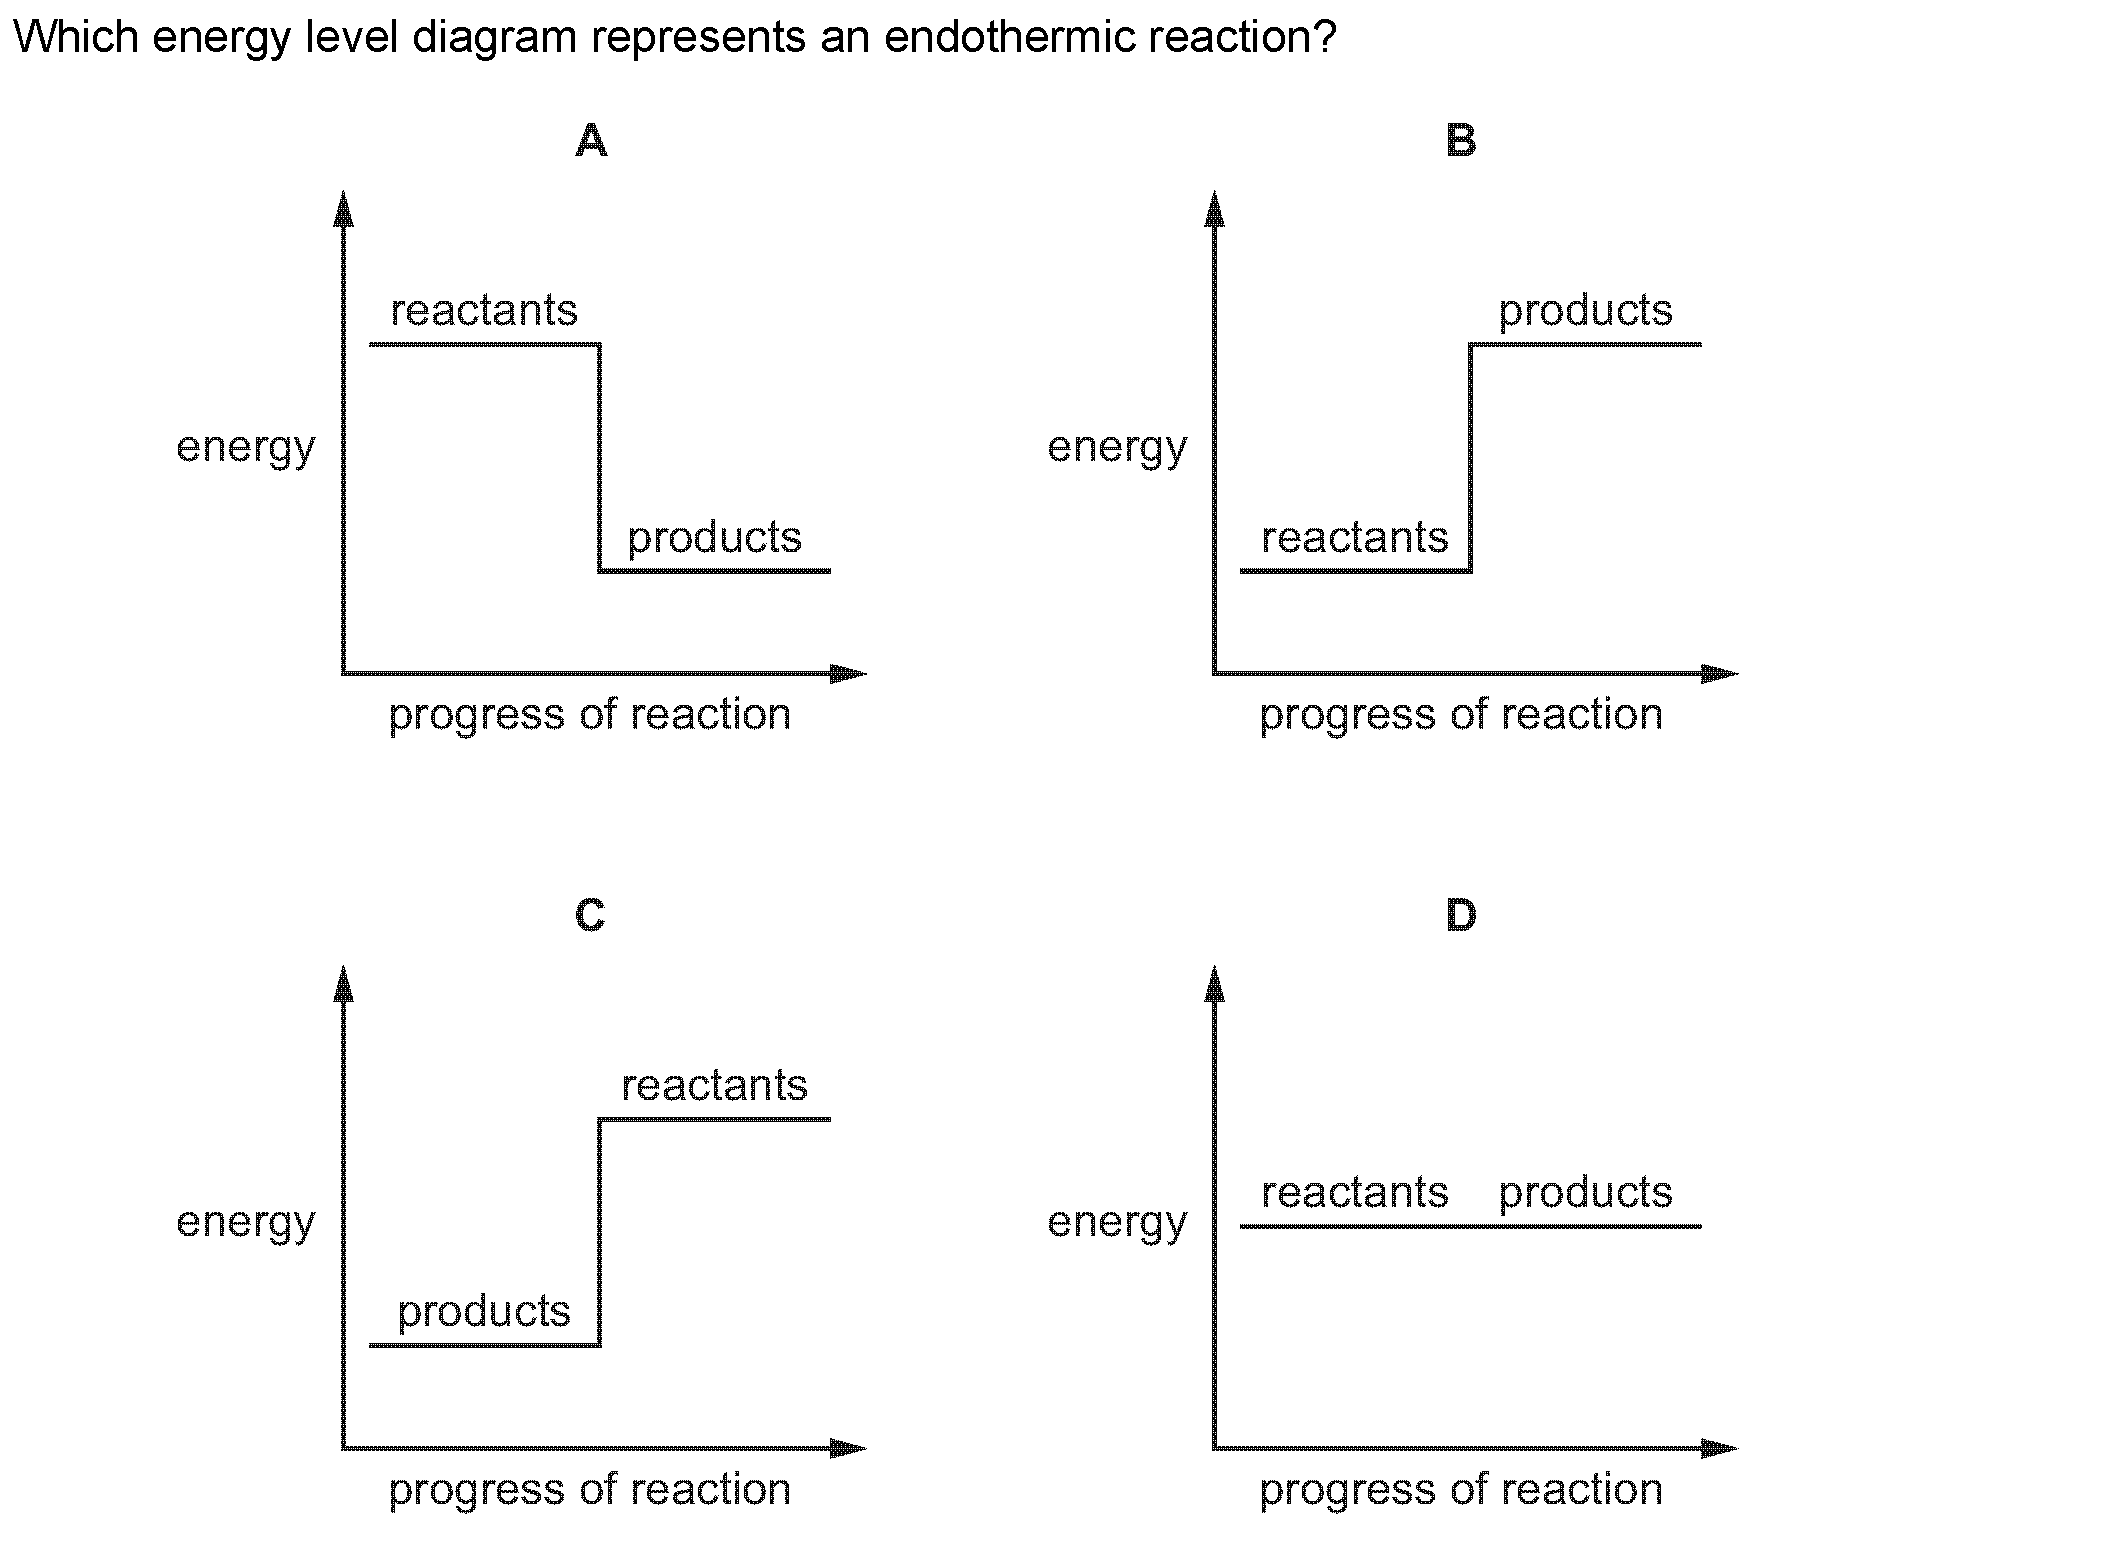 Which energy level diagram represents an endothermic reaction?
A
reactants
energy
products
progress of reaction
B
products
energy
reactants
progress of reaction
C
reactants
energy
products
progress of reaction
D
reactants products
energy
progress of reaction